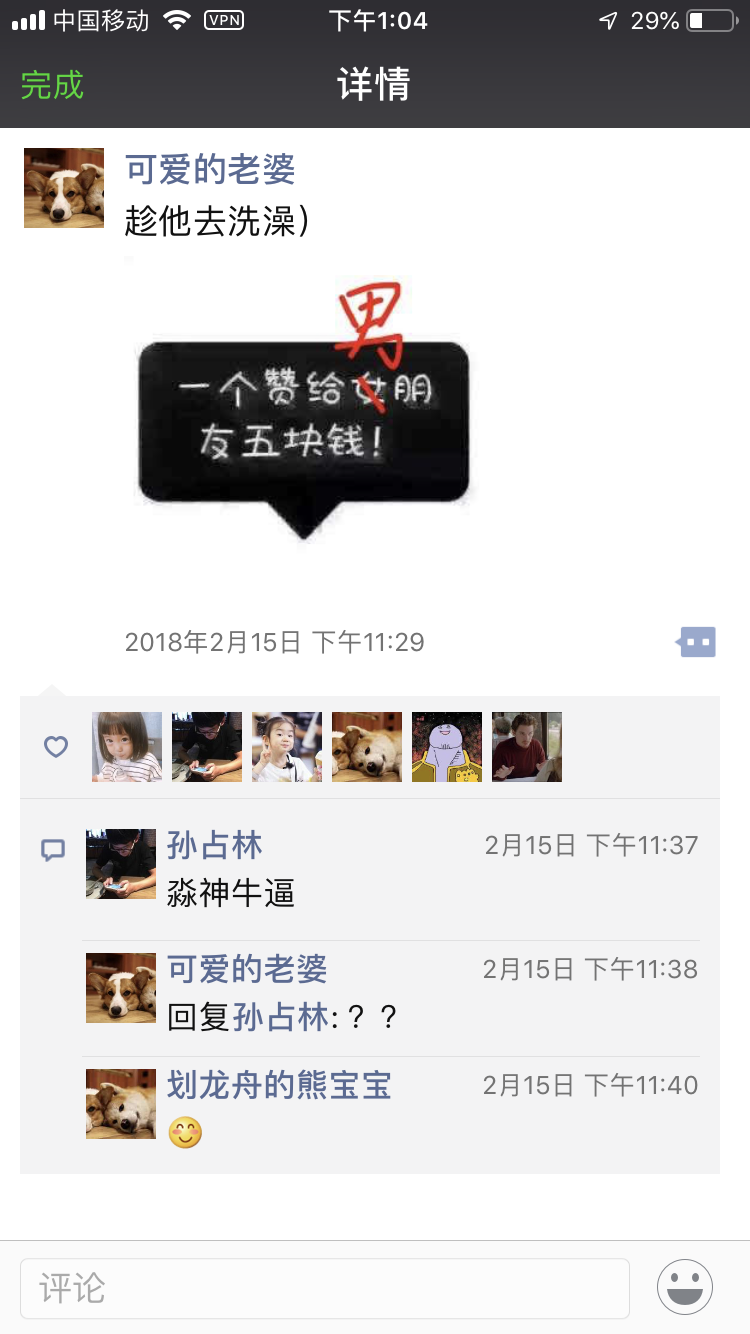 中国移动 VPN 下午1:04 29%
完成 详情
可爱的老婆
趁他去洗澡）
男
一个赞给女朋
友五块钱!
2018年2月15日 下午11:29
孙占林 2月15日 下午11:37
淼神牛逼
可爱的老婆 2月15日 下午11:38
回复孙占林:？？
划龙舟的熊宝宝 2月15日 下午11:40
😊
评论